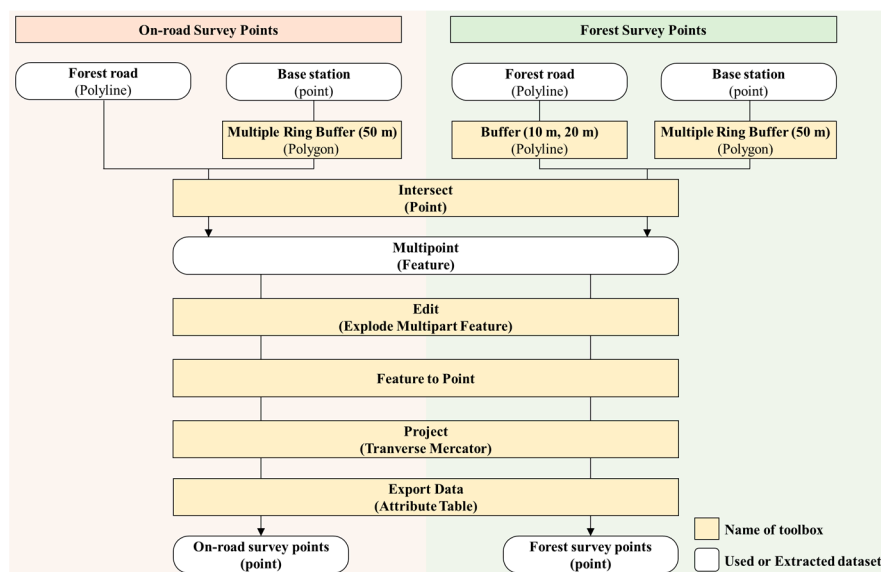 On-road Survey Points
Forest Survey Points
Forest road
(Polyline)
Base station
(point)
Forest road
(Polyline)
Base station
(point)
Multiple Ring Buffer (50 m)
(Polygon)
Buffer (10 m, 20 m)
(Polyline)
Multiple Ring Buffer (50 m)
(Polygon)
Intersect
(Point)
Multipoint
(Feature)
Edit
(Explode Multipart Feature)
Feature to Point
Project
(Tranverse Mercator)
Export Data
(Attribute Table)
On-road survey points
(point)
Forest survey points
(point)
Name of toolbox
Used or Extracted dataset